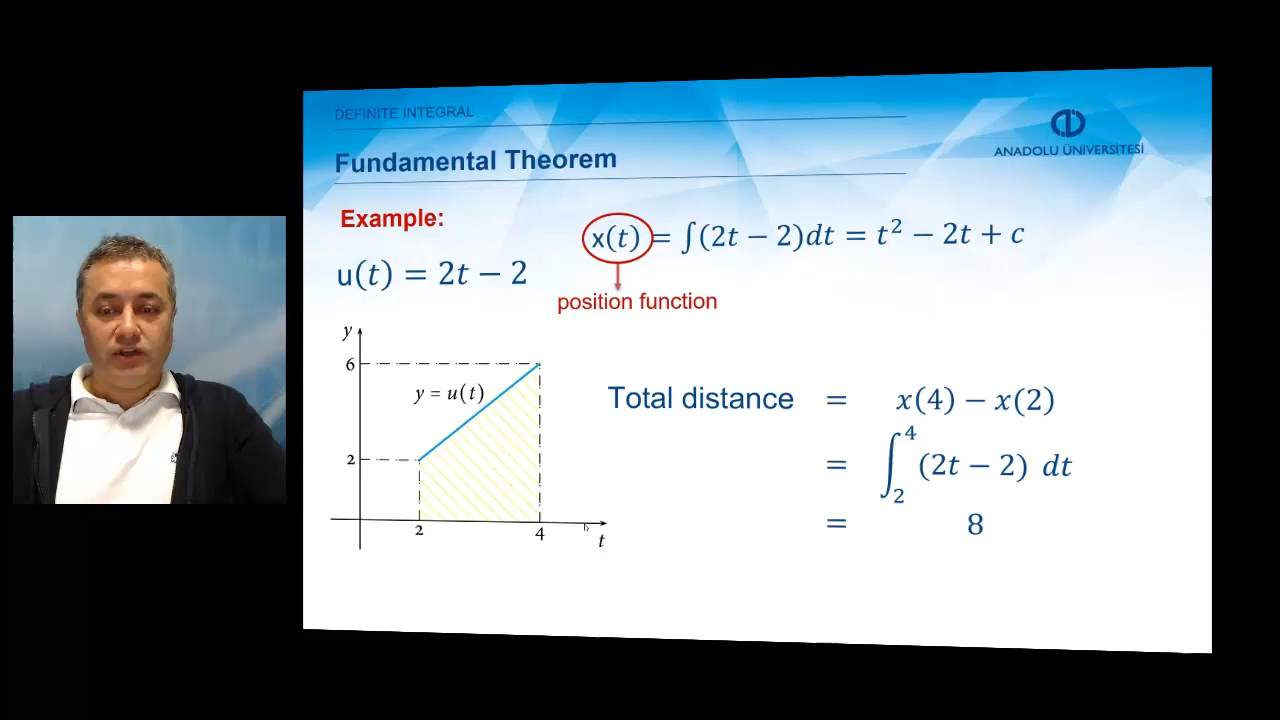 DEFINITE INTEGRAL
ANADOLU ÜNİVERSİTESİ
Fundamental Theorem
Example:
x(t) = ∫(2t − 2)dt = t² − 2t + c
u(t) = 2t − 2
position function
y
6
y = u(t)
2
2
4
t
Total distance = x(4) − x(2)
= ∫₂⁴ (2t − 2) dt
= 8